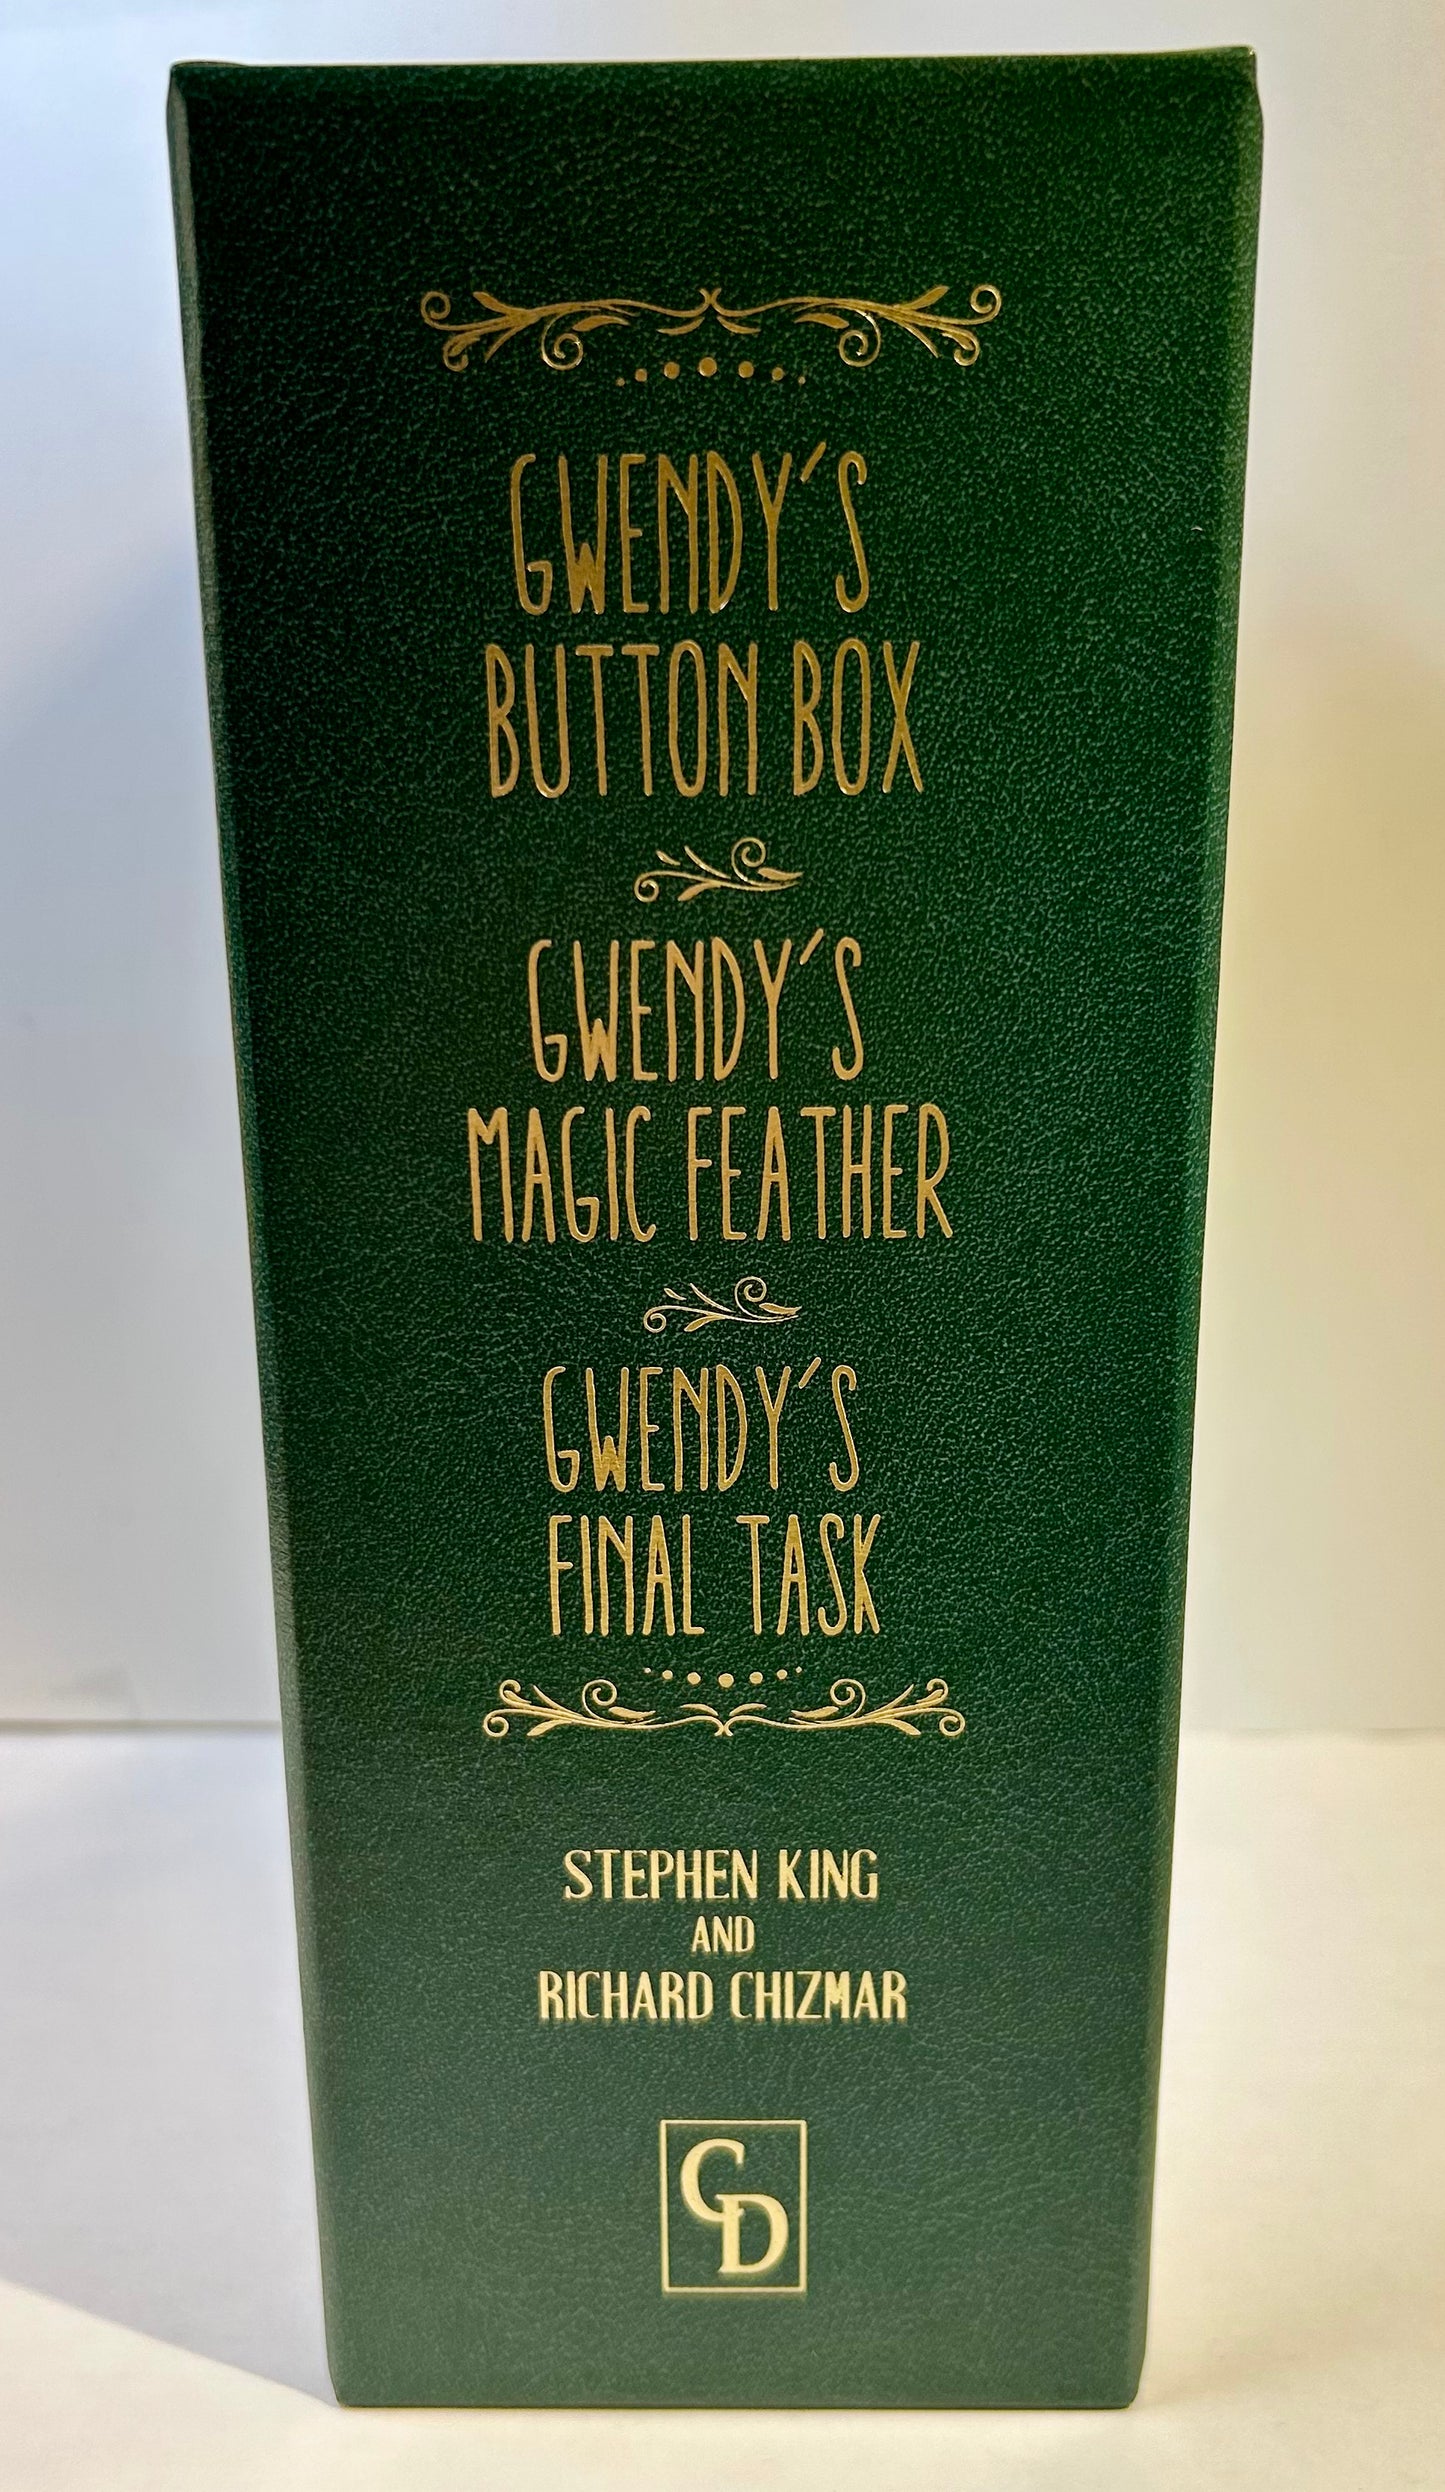 GWENDY'S
BUTTON BOX
GWENDY'S
MAGIC FEATHER
GWENDY'S
FINAL TASK
STEPHEN KING
AND
RICHARD CHIZMAR
CD